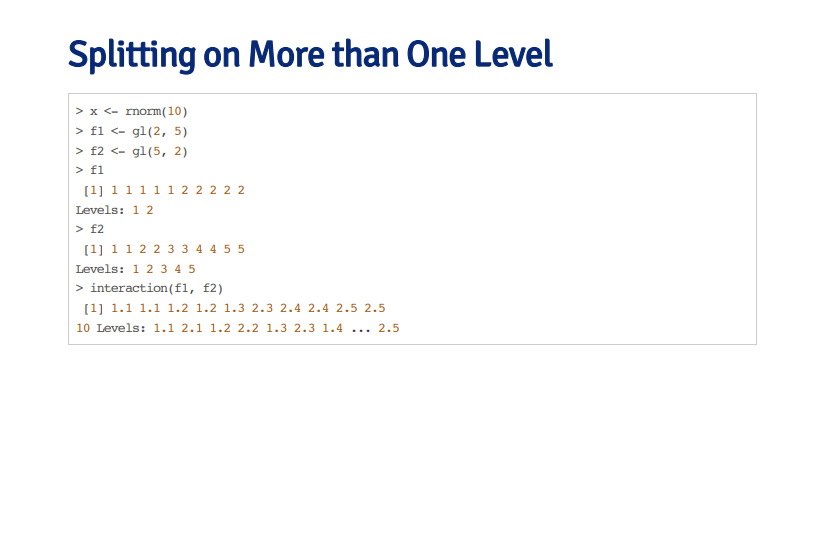 Splitting on More than One Level
> x <- rnorm(10)
> f1 <- gl(2, 5)
> f2 <- gl(5, 2)
> f1
 [1] 1 1 1 1 1 2 2 2 2 2
Levels: 1 2
> f2
 [1] 1 1 2 2 3 3 4 4 5 5
Levels: 1 2 3 4 5
> interaction(f1, f2)
 [1] 1.1 1.1 1.2 1.2 1.3 2.3 2.4 2.4 2.5 2.5
10 Levels: 1.1 2.1 1.2 2.2 1.3 2.3 1.4 ... 2.5